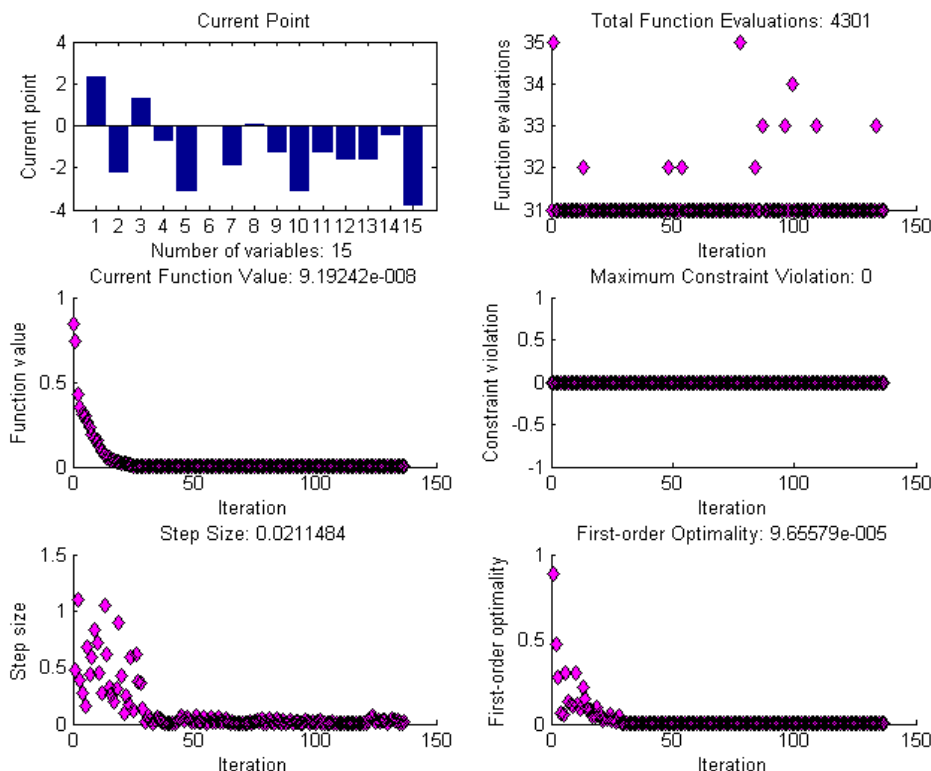 Current Point
4
2
0
-2
-4
Current point
1 2 3 4 5 6 7 8 9 10 11 12 13 14 15
Number of variables: 15
Total Function Evaluations: 4301
35
34
33
32
31
Function evaluations
0 50 100 150
Iteration
Current Function Value: 9.19242e-008
1
0.5
0
Function value
0 50 100 150
Iteration
Maximum Constraint Violation: 0
1
0.5
0
-0.5
-1
Constraint violation
0 50 100 150
Iteration
Step Size: 0.0211484
1.5
1
0.5
0
Step size
0 50 100 150
Iteration
First-order Optimality: 9.65579e-005
1
0.5
0
First-order optimality
0 50 100 150
Iteration